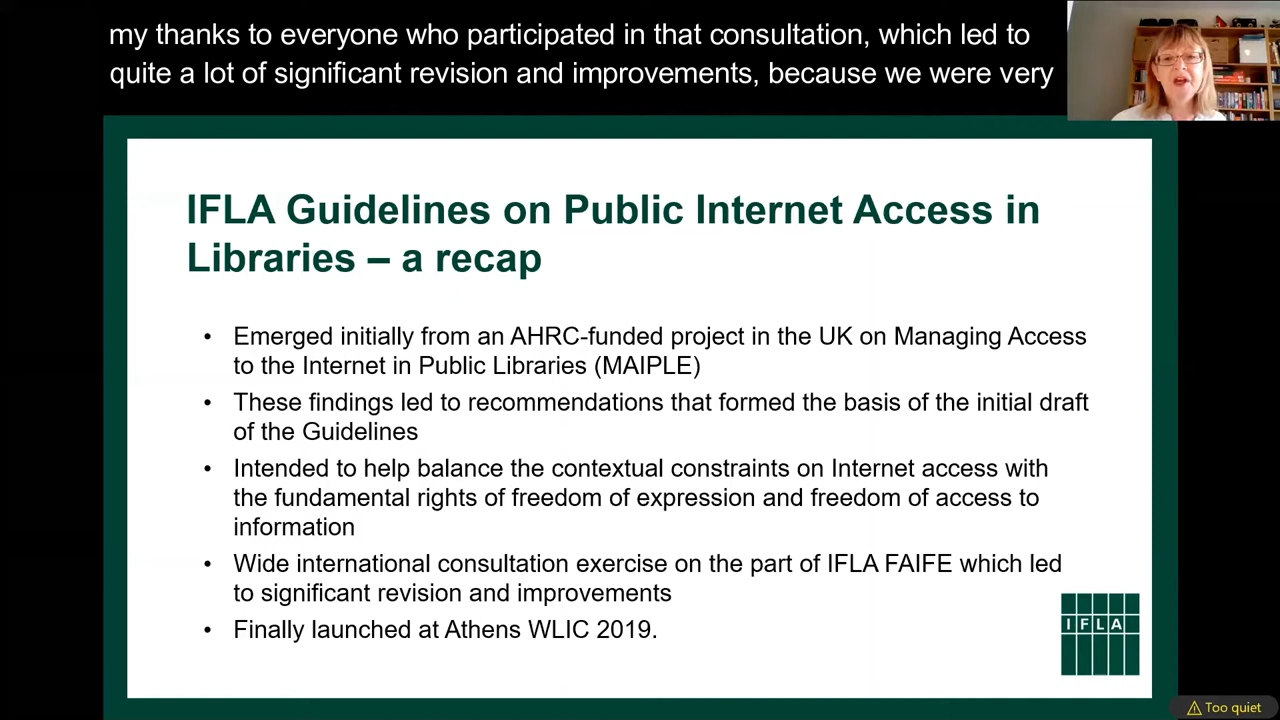 my thanks to everyone who participated in that consultation, which led to
quite a lot of significant revision and improvements, because we were very
IFLA Guidelines on Public Internet Access in
Libraries – a recap
• Emerged initially from an AHRC-funded project in the UK on Managing Access
to the Internet in Public Libraries (MAIPLE)
• These findings led to recommendations that formed the basis of the initial draft
of the Guidelines
• Intended to help balance the contextual constraints on Internet access with
the fundamental rights of freedom of expression and freedom of access to
information
• Wide international consultation exercise on the part of IFLA FAIFE which led
to significant revision and improvements
• Finally launched at Athens WLIC 2019.
IFLA
Too quiet